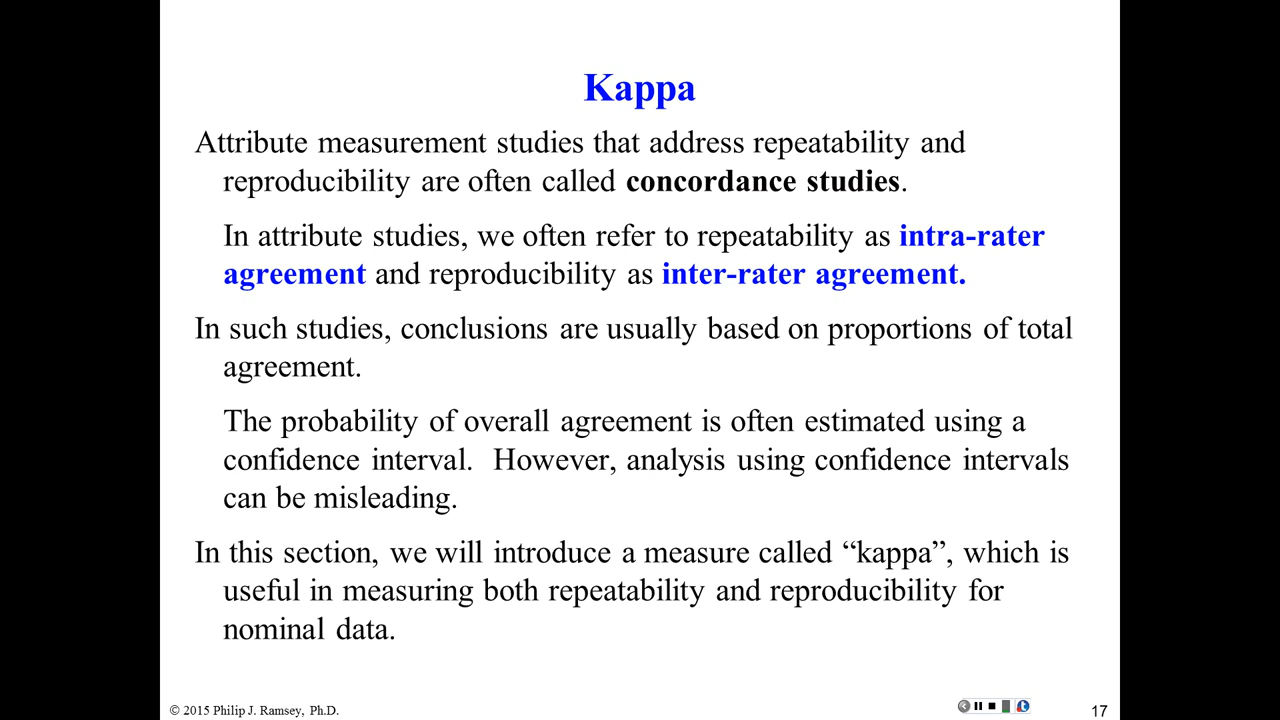 Kappa
Attribute measurement studies that address repeatability and
reproducibility are often called concordance studies.
In attribute studies, we often refer to repeatability as intra-rater
agreement and reproducibility as inter-rater agreement.
In such studies, conclusions are usually based on proportions of total
agreement.
The probability of overall agreement is often estimated using a
confidence interval.  However, analysis using confidence intervals
can be misleading.
In this section, we will introduce a measure called “kappa”, which is
useful in measuring both repeatability and reproducibility for
nominal data.
© 2015 Philip J. Ramsey, Ph.D.
17